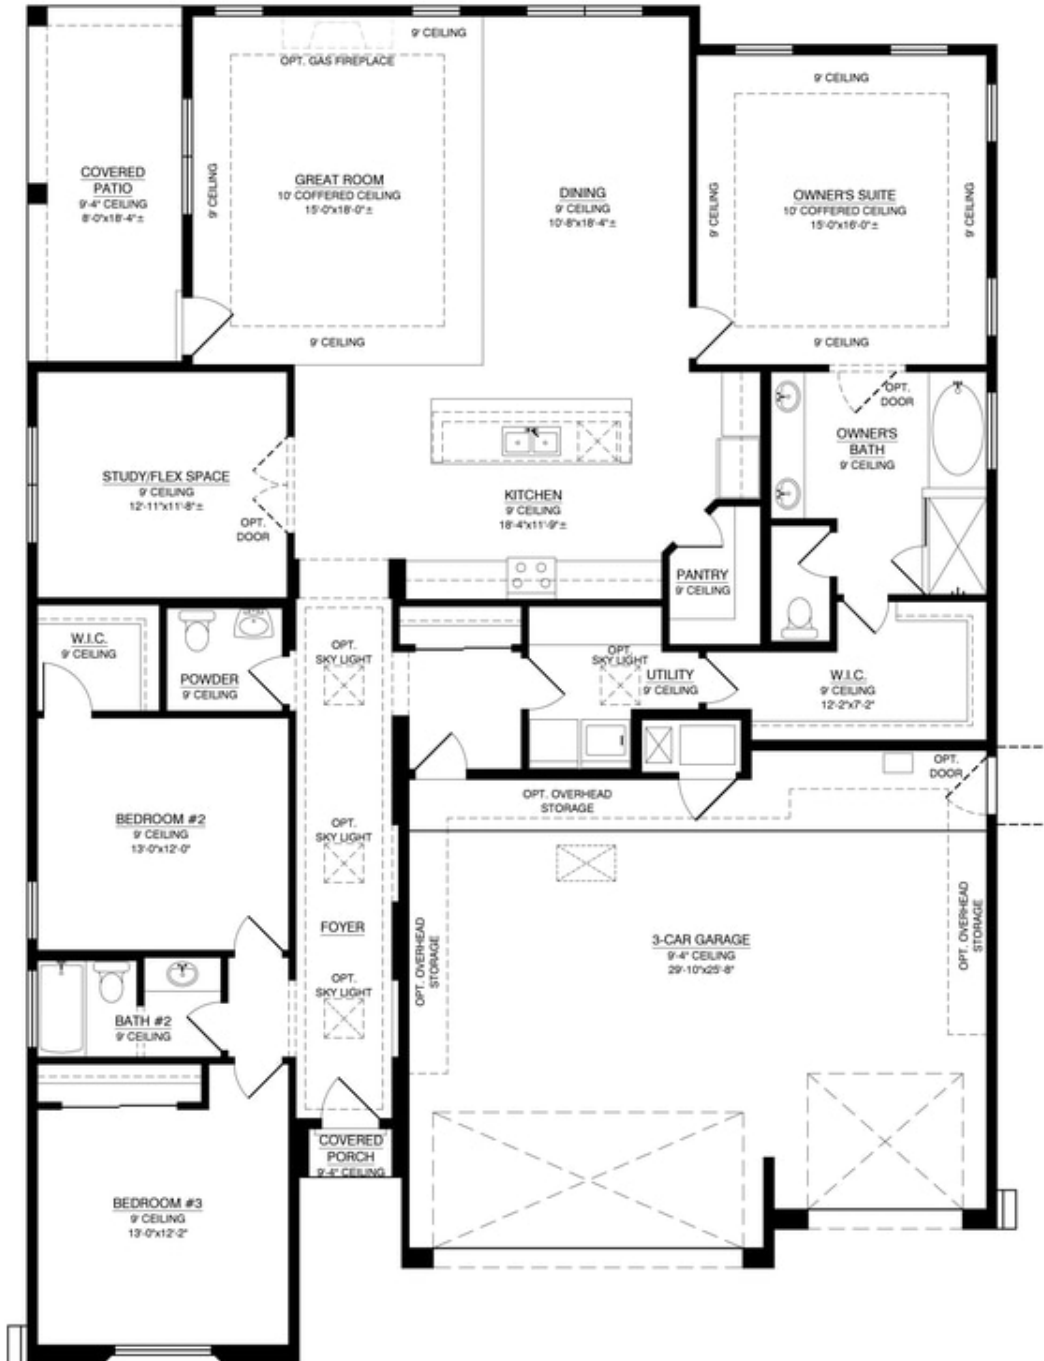 9' CEILING
OPT. GAS FIREPLACE
9' CEILING
GREAT ROOM
10' COFFERED CEILING
15'-0"x18'-0"±
9' CEILING
COVERED
PATIO
9'-4" CEILING
8'-0"x18'-4"±
DINING
9' CEILING
10'-8"x18'-4"±
9' CEILING
9' CEILING
OWNER'S SUITE
10' COFFERED CEILING
15'-0"x16'-0"±
9' CEILING
9' CEILING
OPT.
DOOR
OWNER'S
BATH
9' CEILING
STUDY/FLEX SPACE
9' CEILING
12'-11"x11'-8"±
OPT.
DOOR
KITCHEN
9' CEILING
18'-4"x11'-9"±
PANTRY
9' CEILING
W.I.C.
9' CEILING
POWDER
9' CEILING
OPT.
SKY LIGHT
OPT.
SKY LIGHT
UTILITY
9' CEILING
W.I.C.
9' CEILING
12'-2"x7'-2"
OPT.
DOOR
OPT. OVERHEAD
STORAGE
BEDROOM #2
9' CEILING
13'-0"x12'-0"
OPT.
SKY LIGHT
FOYER
OPT.
SKY LIGHT
OPT. OVERHEAD
STORAGE
3-CAR GARAGE
9'-4" CEILING
29'-10"x25'-8"
OPT. OVERHEAD
STORAGE
BATH #2
9' CEILING
COVERED
PORCH
9'-4" CEILING
BEDROOM #3
9' CEILING
13'-0"x12'-2"